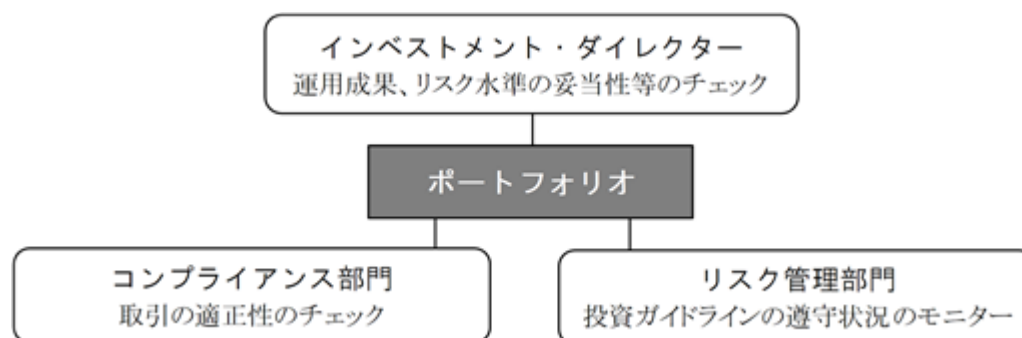 インベストメント・ダイレクター
運用成果、リスク水準の妥当性等のチェック
ポートフォリオ
コンプライアンス部門
取引の適正性のチェック
リスク管理部門
投資ガイドラインの遵守状況のモニター